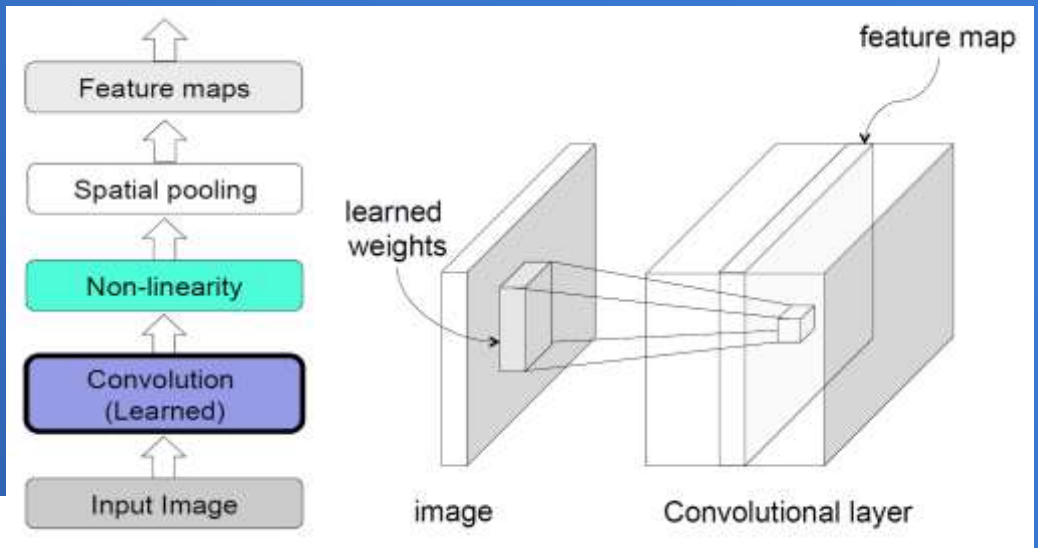 Feature maps
Spatial pooling
Non-linearity
Convolution
(Learned)
Input Image
feature map
learned
weights
image
Convolutional layer